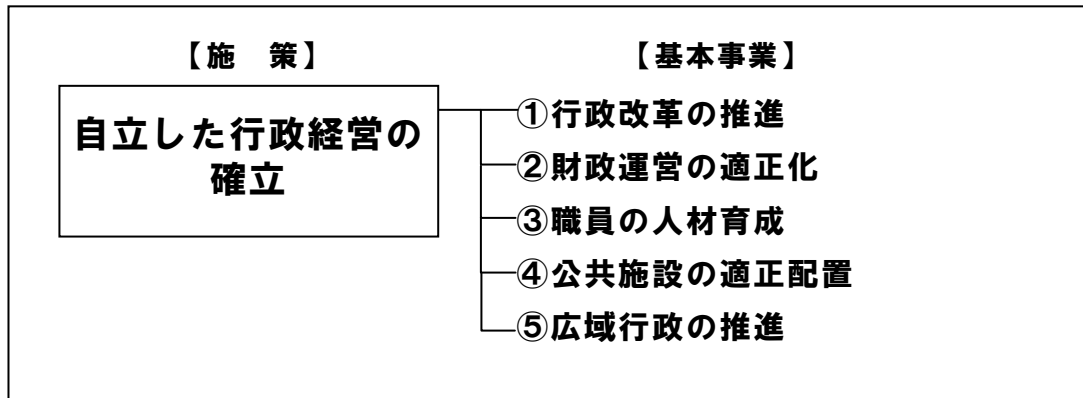 【施　策】
【基本事業】
自立した行政経営の
確立
①行政改革の推進
②財政運営の適正化
③職員の人材育成
④公共施設の適正配置
⑤広域行政の推進